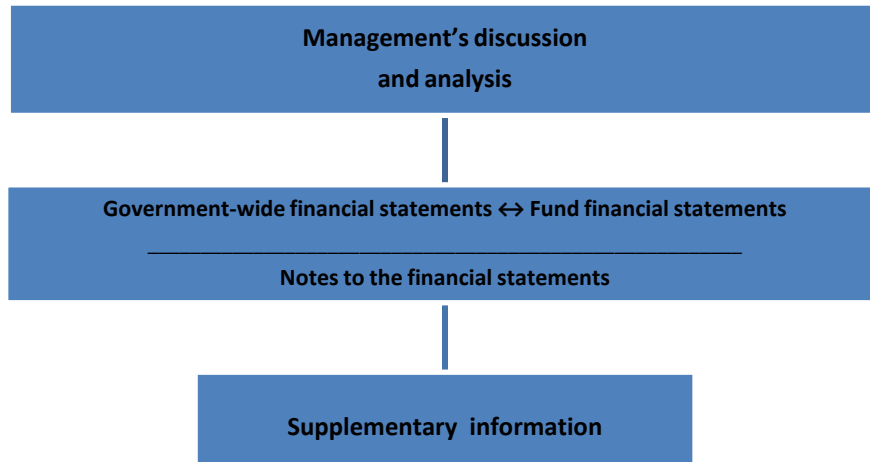 Management’s discussion
and analysis
Government-wide financial statements ↔ Fund financial statements
Notes to the financial statements
Supplementary information